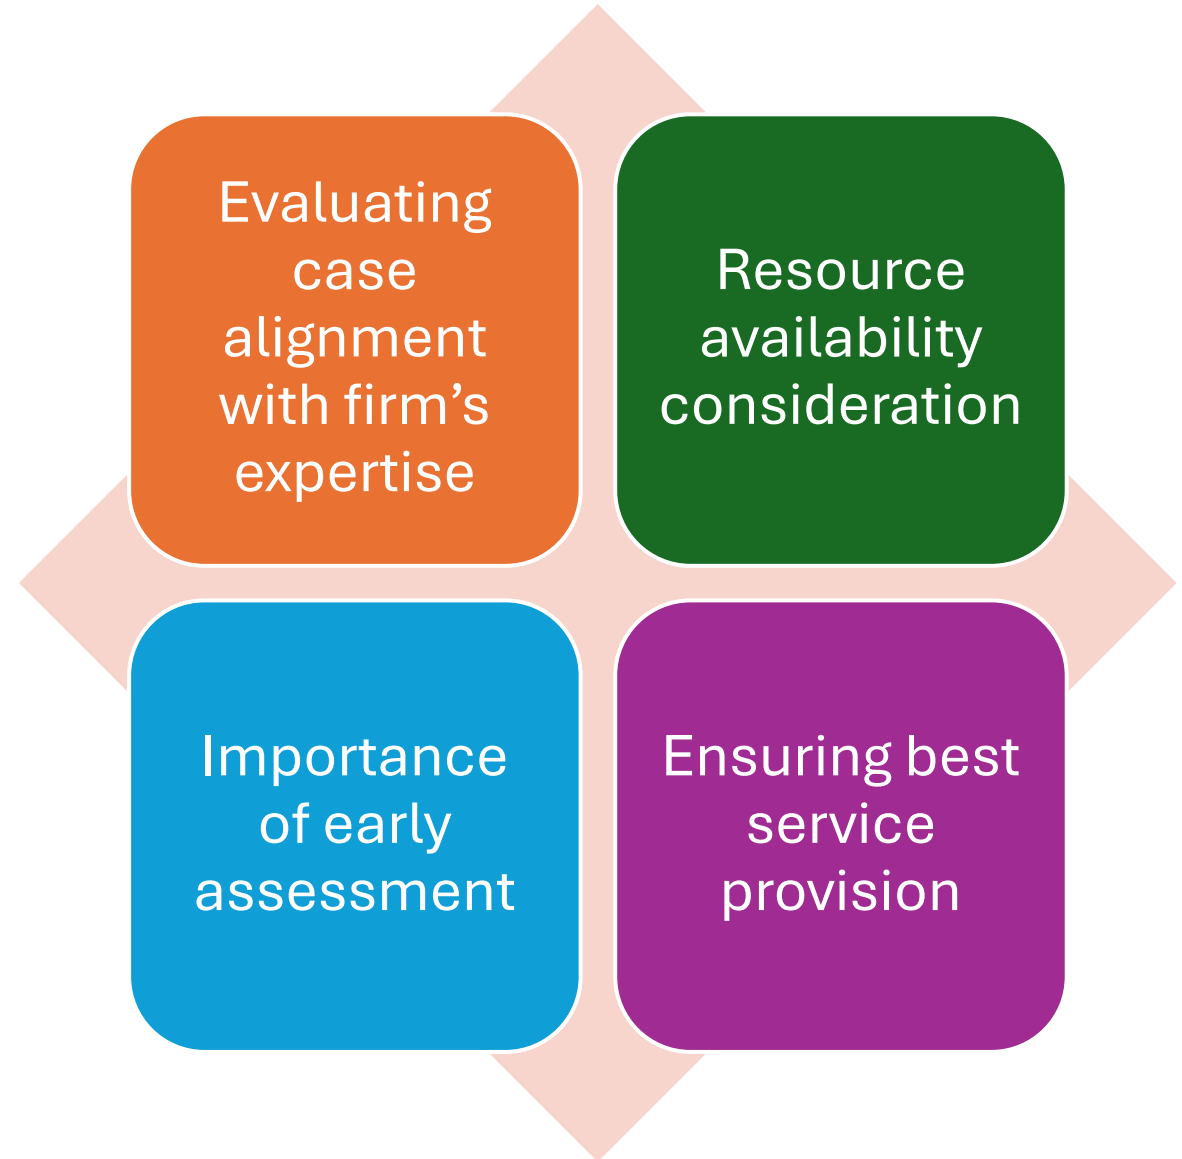 Evaluating
case
alignment
with firm’s
expertise
Resource
availability
consideration
Importance
of early
assessment
Ensuring best
service
provision